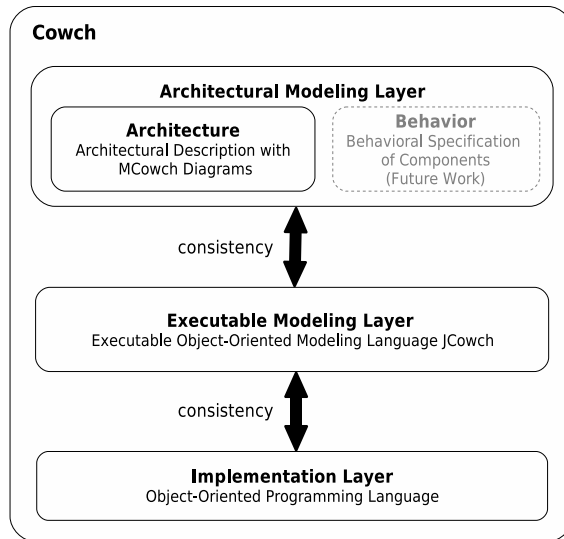 Cowch
Architectural Modeling Layer
Architecture
Architectural Description with
MCowch Diagrams
Behavior
Behavioral Specification
of Components
(Future Work)
consistency
Executable Modeling Layer
Executable Object-Oriented Modeling Language JCowch
consistency
Implementation Layer
Object-Oriented Programming Language